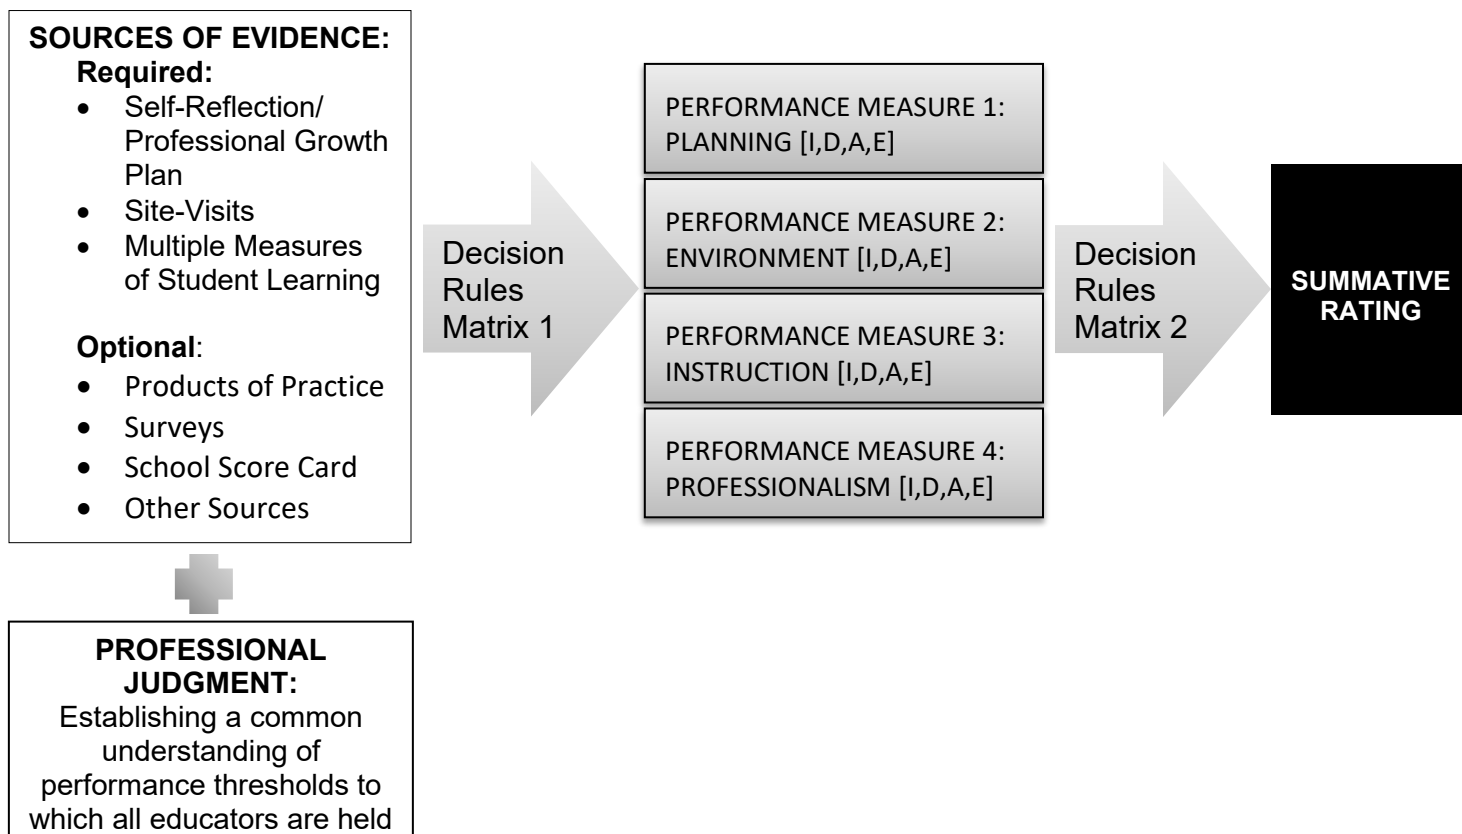 SOURCES OF EVIDENCE:
Required:
• Self-Reflection/
Professional Growth
Plan
• Site-Visits
• Multiple Measures
of Student Learning
Optional:
• Products of Practice
• Surveys
• School Score Card
• Other Sources
PROFESSIONAL
JUDGMENT:
Establishing a common
understanding of
performance thresholds to
which all educators are held
Decision
Rules
Matrix 1
PERFORMANCE MEASURE 1:
PLANNING [I,D,A,E]
PERFORMANCE MEASURE 2:
ENVIRONMENT [I,D,A,E]
PERFORMANCE MEASURE 3:
INSTRUCTION [I,D,A,E]
PERFORMANCE MEASURE 4:
PROFESSIONALISM [I,D,A,E]
Decision
Rules
Matrix 2
SUMMATIVE
RATING